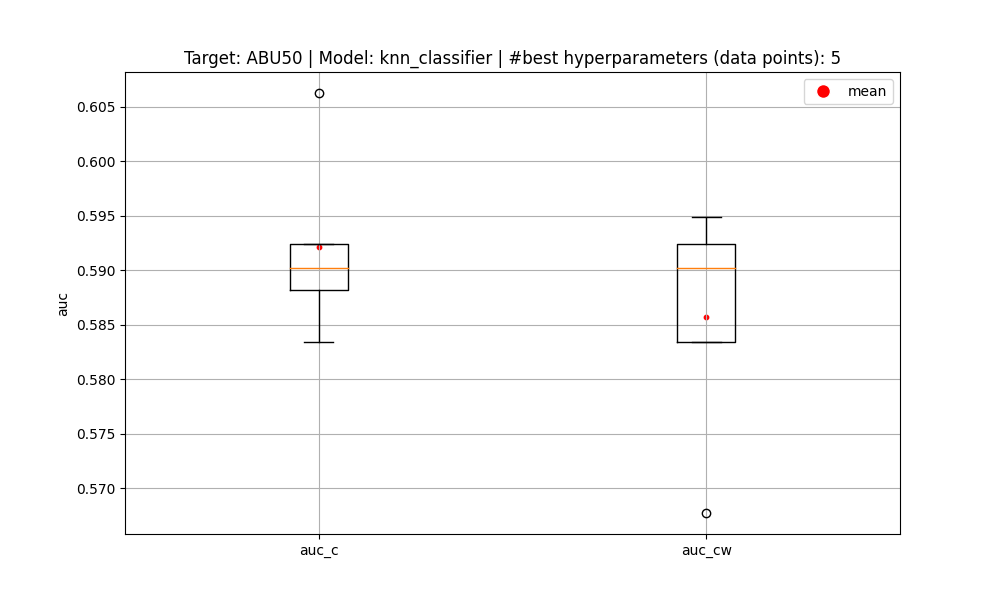 Target: ABU50 | Model: knn_classifier | #best hyperparameters (data points): 5
mean
0.605
0.600
0.595
0.590
0.585
0.580
0.575
0.570
auc
auc_c
auc_cw